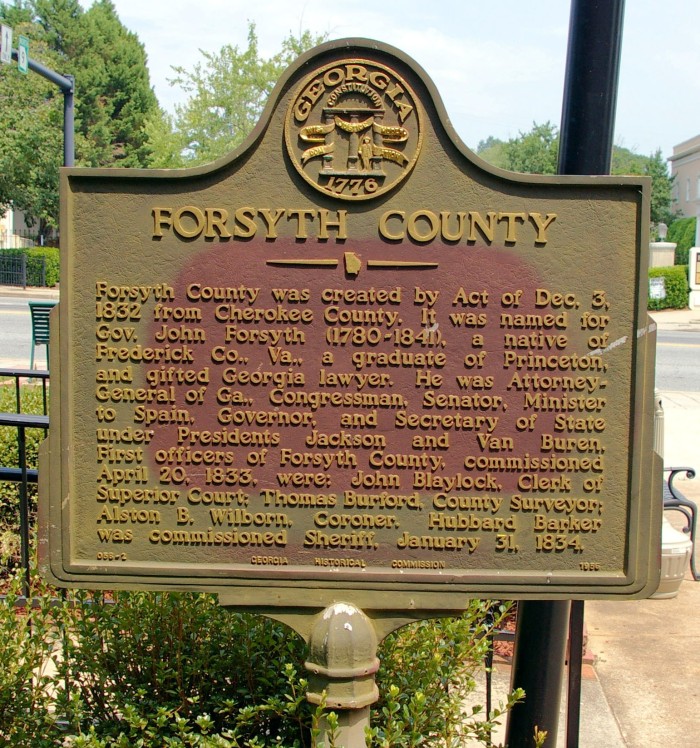 GEORGIA
CONSTITUTION
1776
FORSYTH COUNTY
Forsyth County was created by Act of Dec. 3,
1832 from Cherokee County. It was named for
Gov. John Forsyth (1780-1841), a native of
Frederick Co., Va., a graduate of Princeton,
and gifted Georgia lawyer. He was Attorney-
General of Ga., Congressman, Senator, Minister
to Spain, Governor, and Secretary of State
under Presidents Jackson and Van Buren.
First officers of Forsyth County, commissioned
April 20, 1833, were: John Blaylock, Clerk of
Superior Court; Thomas Burford, County Surveyor;
Alston B. Wilborn, Coroner. Hubbard Barker
was commissioned Sheriff, January 31, 1834.
GEORGIA HISTORICAL COMMISSION